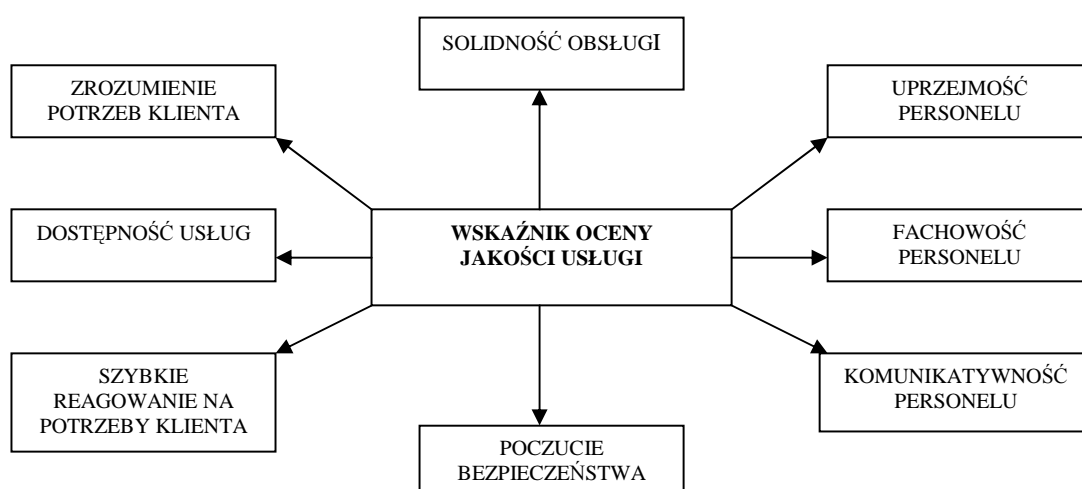 SOLIDNOŚĆ OBSŁUGI
ZROZUMIENIE
POTRZEB KLIENTA
UPRZEJMOŚĆ
PERSONELU
DOSTĘPNOŚĆ USŁUG
WSKAŹNIK OCENY
JAKOŚCI USŁUGI
FACHOWOŚĆ
PERSONELU
SZYBKIE
REAGOWANIE NA
POTRZEBY KLIENTA
KOMUNIKATYWNOŚĆ
PERSONELU
POCZUCIE
BEZPIECZEŃSTWA